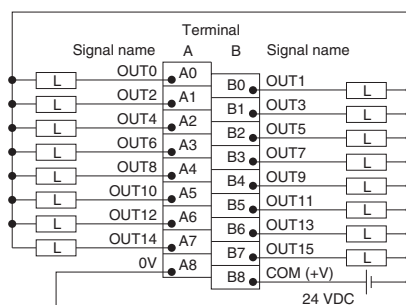 Terminal
Signal name A B Signal name
L OUT0 A0
B0 OUT1 L
L OUT2 A1
B1 OUT3 L
L OUT4 A2
B2 OUT5 L
L OUT6 A3
B3 OUT7 L
L OUT8 A4
B4 OUT9 L
L OUT10 A5
B5 OUT11 L
L OUT12 A6
B6 OUT13 L
L OUT14 A7
B7 OUT15 L
0V A8
B8 COM (+V)
24 VDC